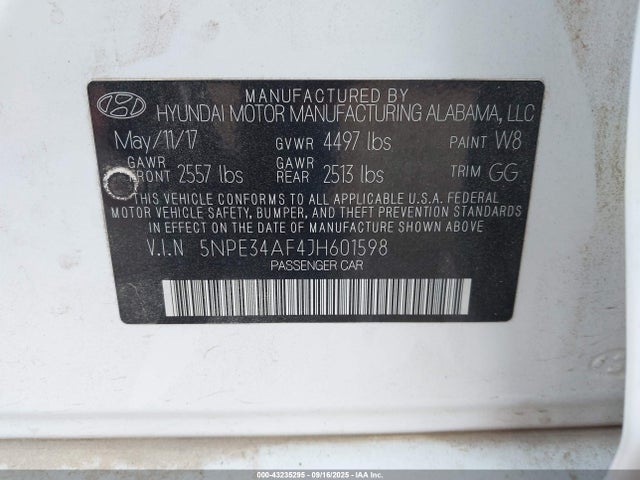 MANUFACTURED BY
HYUNDAI MOTOR MANUFACTURING ALABAMA, LLC
May/11/17 GVWR 4497 lbs PAINT W8
GAWR FRONT 2557 lbs GAWR REAR 2513 lbs TRIM GG
THIS VEHICLE CONFORMS TO ALL APPLICABLE U.S.A. FEDERAL
MOTOR VEHICLE SAFETY, BUMPER, AND THEFT PREVENTION STANDARDS
IN EFFECT ON THE DATE OF MANUFACTURE SHOWN ABOVE
V.I.N 5NPE34AF4JH601598
PASSENGER CAR
000-43235295 - 09/16/2025 - IAA Inc.